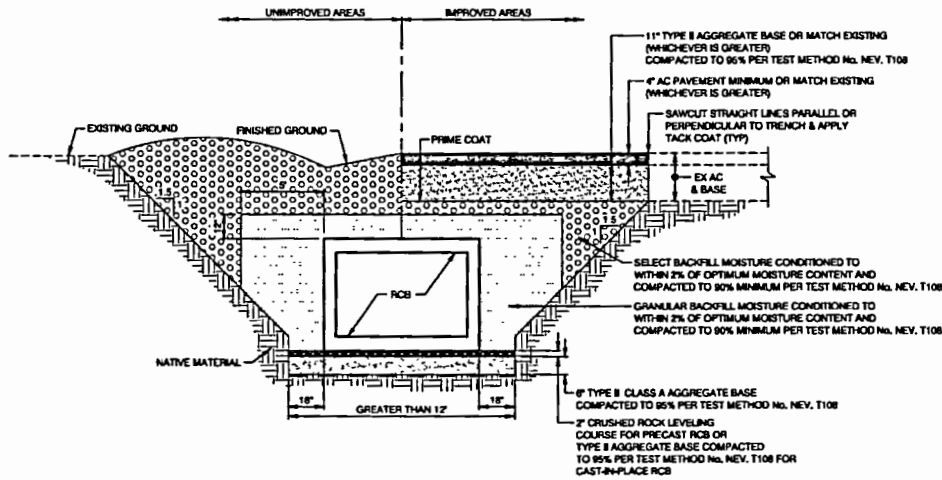 UNIMPROVED AREAS
IMPROVED AREAS
11" TYPE II AGGREGATE BASE OR MATCH EXISTING
(WHICHEVER IS GREATER)
COMPACTED TO 95% PER TEST METHOD No. NEV. T108
4" AC PAVEMENT MINIMUM OR MATCH EXISTING
(WHICHEVER IS GREATER)
SAWCUT STRAIGHT LINES PARALLEL OR
PERPENDICULAR TO TRENCH & APPLY
TACK COAT (TYP)
EXISTING GROUND
FINISHED GROUND
PRIME COAT
EX AC
& BASE
1.5
1
12"
1.5
1
SELECT BACKFILL MOISTURE CONDITIONED TO
WITHIN 2% OF OPTIMUM MOISTURE CONTENT AND
COMPACTED TO 90% MINIMUM PER TEST METHOD No. NEV. T108
RCB
GRANULAR BACKFILL MOISTURE CONDITIONED TO
WITHIN 2% OF OPTIMUM MOISTURE CONTENT AND
COMPACTED TO 90% MINIMUM PER TEST METHOD No. NEV. T108
NATIVE MATERIAL
18"
18"
GREATER THAN 12'
6" TYPE II CLASS A AGGREGATE BASE
COMPACTED TO 95% PER TEST METHOD No. NEV. T108
2" CRUSHED ROCK LEVELING
COURSE FOR PRECAST RCB OR
TYPE II AGGREGATE BASE COMPACTED
TO 95% PER TEST METHOD No. NEV. T108 FOR
CAST-IN-PLACE RCB